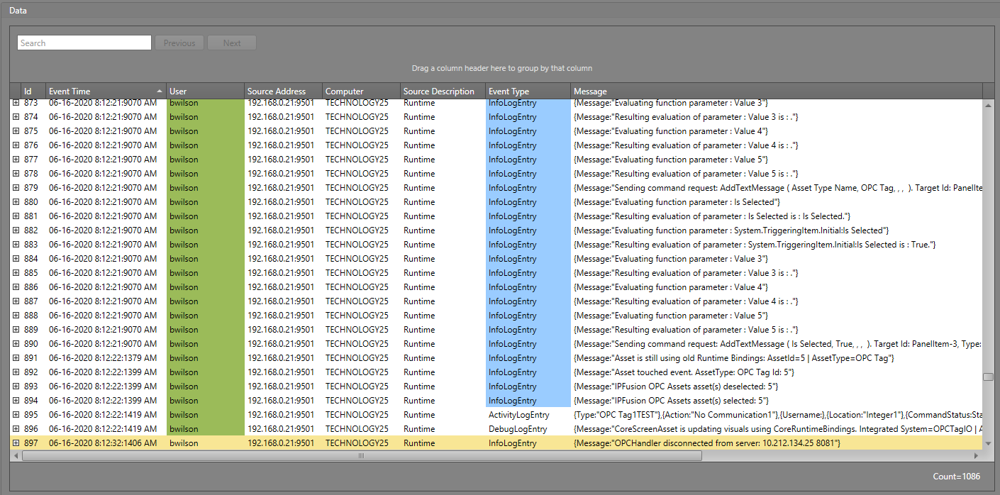 Data
Search Previous Next
Drag a column header here to group by that column
Id Event Time User Source Address Computer Source Description Event Type Message
873 06-16-2020 8:12:21:9070 AM bwilson 192.168.0.21:9501 TECHNOLOGY25 Runtime InfoLogEntry {Message:"Evaluating function parameter : Value 3"}
874 06-16-2020 8:12:21:9070 AM bwilson 192.168.0.21:9501 TECHNOLOGY25 Runtime InfoLogEntry {Message:"Resulting evaluation of parameter : Value 3 is : ."}
875 06-16-2020 8:12:21:9070 AM bwilson 192.168.0.21:9501 TECHNOLOGY25 Runtime InfoLogEntry {Message:"Evaluating function parameter : Value 4"}
876 06-16-2020 8:12:21:9070 AM bwilson 192.168.0.21:9501 TECHNOLOGY25 Runtime InfoLogEntry {Message:"Resulting evaluation of parameter : Value 4 is : ."}
877 06-16-2020 8:12:21:9070 AM bwilson 192.168.0.21:9501 TECHNOLOGY25 Runtime InfoLogEntry {Message:"Evaluating function parameter : Value 5"}
878 06-16-2020 8:12:21:9070 AM bwilson 192.168.0.21:9501 TECHNOLOGY25 Runtime InfoLogEntry {Message:"Resulting evaluation of parameter : Value 5 is : ."}
879 06-16-2020 8:12:21:9070 AM bwilson 192.168.0.21:9501 TECHNOLOGY25 Runtime InfoLogEntry {Message:"Sending command request: AddTextMessage ( Asset Type Name, OPC Tag, , ,  ). Target Id: PanelIte
880 06-16-2020 8:12:21:9070 AM bwilson 192.168.0.21:9501 TECHNOLOGY25 Runtime InfoLogEntry {Message:"Evaluating function parameter : Is Selected"}
881 06-16-2020 8:12:21:9070 AM bwilson 192.168.0.21:9501 TECHNOLOGY25 Runtime InfoLogEntry {Message:"Resulting evaluation of parameter : Is Selected is : Is Selected."}
882 06-16-2020 8:12:21:9070 AM bwilson 192.168.0.21:9501 TECHNOLOGY25 Runtime InfoLogEntry {Message:"Evaluating function parameter : System.TriggeringItem.Initial:Is Selected"}
883 06-16-2020 8:12:21:9070 AM bwilson 192.168.0.21:9501 TECHNOLOGY25 Runtime InfoLogEntry {Message:"Resulting evaluation of parameter : System.TriggeringItem.Initial:Is Selected is : True."}
884 06-16-2020 8:12:21:9070 AM bwilson 192.168.0.21:9501 TECHNOLOGY25 Runtime InfoLogEntry {Message:"Evaluating function parameter : Value 3"}
885 06-16-2020 8:12:21:9070 AM bwilson 192.168.0.21:9501 TECHNOLOGY25 Runtime InfoLogEntry {Message:"Resulting evaluation of parameter : Value 3 is : ."}
886 06-16-2020 8:12:21:9070 AM bwilson 192.168.0.21:9501 TECHNOLOGY25 Runtime InfoLogEntry {Message:"Evaluating function parameter : Value 4"}
887 06-16-2020 8:12:21:9070 AM bwilson 192.168.0.21:9501 TECHNOLOGY25 Runtime InfoLogEntry {Message:"Resulting evaluation of parameter : Value 4 is : ."}
888 06-16-2020 8:12:21:9070 AM bwilson 192.168.0.21:9501 TECHNOLOGY25 Runtime InfoLogEntry {Message:"Evaluating function parameter : Value 5"}
889 06-16-2020 8:12:21:9070 AM bwilson 192.168.0.21:9501 TECHNOLOGY25 Runtime InfoLogEntry {Message:"Resulting evaluation of parameter : Value 5 is : ."}
890 06-16-2020 8:12:21:9070 AM bwilson 192.168.0.21:9501 TECHNOLOGY25 Runtime InfoLogEntry {Message:"Sending command request: AddTextMessage ( Is Selected, True, , ,  ). Target Id: PanelItem-3, Type:
891 06-16-2020 8:12:22:1379 AM bwilson 192.168.0.21:9501 TECHNOLOGY25 Runtime InfoLogEntry {Message:"Asset is still using old Runtime Bindings: AssetId=5 | AssetType=OPC Tag"}
892 06-16-2020 8:12:22:1399 AM bwilson 192.168.0.21:9501 TECHNOLOGY25 Runtime InfoLogEntry {Message:"Asset touched event. AssetType: OPC Tag Id: 5"}
893 06-16-2020 8:12:22:1399 AM bwilson 192.168.0.21:9501 TECHNOLOGY25 Runtime InfoLogEntry {Message:"IPFusion OPC Assets asset(s) deselected: 5"}
894 06-16-2020 8:12:22:1399 AM bwilson 192.168.0.21:9501 TECHNOLOGY25 Runtime InfoLogEntry {Message:"IPFusion OPC Assets asset(s) selected: 5"}
895 06-16-2020 8:12:22:1419 AM bwilson 192.168.0.21:9501 TECHNOLOGY25 Runtime ActivityLogEntry {Type:"OPC Tag1TEST"},{Action:"No Communication1"},{Username:},{Location:"Integer1"},{CommandStatus:Sta
896 06-16-2020 8:12:22:1419 AM bwilson 192.168.0.21:9501 TECHNOLOGY25 Runtime DebugLogEntry {Message:"CoreScreenAsset is updating visuals using CoreRuntimeBindings. Integrated System=OPCTagIO | A
897 06-16-2020 8:12:32:1406 AM bwilson 192.168.0.21:9501 TECHNOLOGY25 Runtime InfoLogEntry {Message:"OPCHandler disconnected from server: 10.212.134.25 8081"}
Count=1086